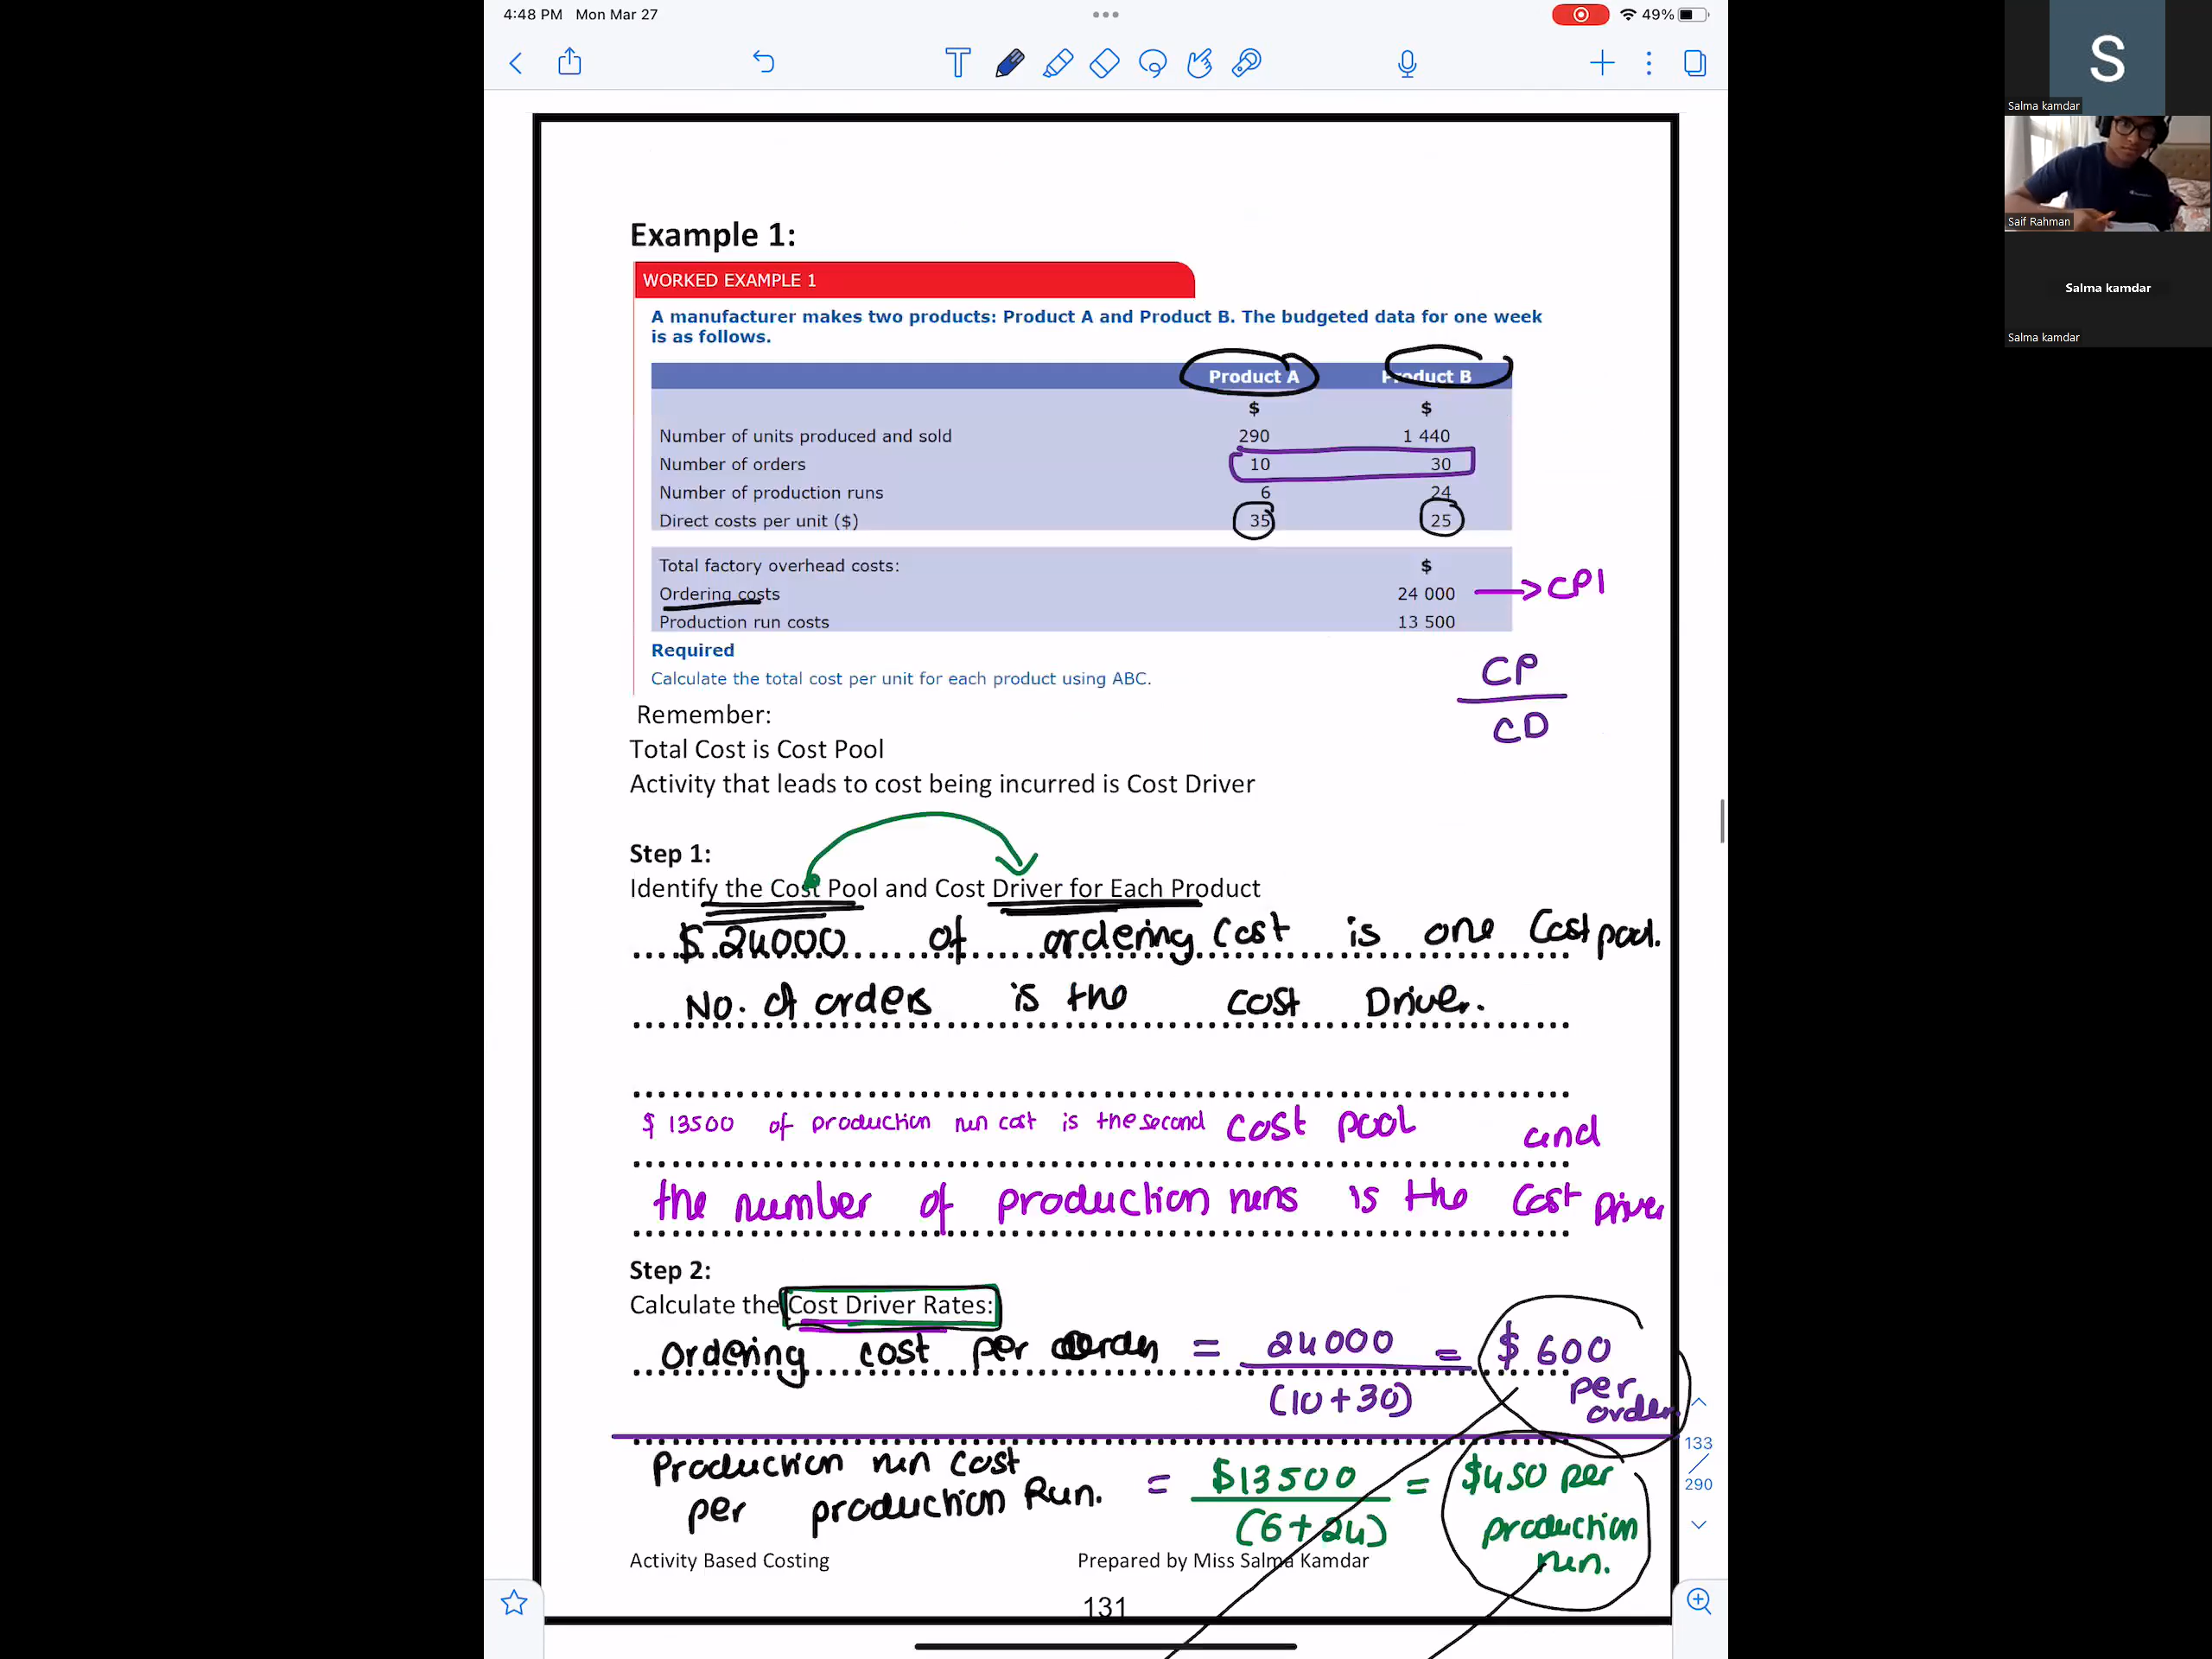 4:48 PM Mon Mar 27
49%
S
Salma kamdar
Saif Rahman
Salma kamdar
Salma kamdar
Example 1:
WORKED EXAMPLE 1
A manufacturer makes two products: Product A and Product B. The budgeted data for one week
is as follows.
Product A Product B
$ $
Number of units produced and sold 290 1 440
Number of orders 10 30
Number of production runs 6 24
Direct costs per unit ($) 35 25
Total factory overhead costs: $
Ordering costs 24 000 → CP1
Production run costs 13 500
Required
Calculate the total cost per unit for each product using ABC.
CP
CD
Remember:
Total Cost is Cost Pool
Activity that leads to cost being incurred is Cost Driver
Step 1:
Identify the Cost Pool and Cost Driver for Each Product
$ 24000 of ordering cost is one Cost pool.
No. of orders is the cost Driver.
$ 13500 of production run cost is the second cost pool and
the number of production runs is the Cost Driver
Step 2:
Calculate the Cost Driver Rates:
Ordering cost per order = 24000 = $ 600
(10+30) per
order.
Production run cost = $13500 = $450 per
per production Run. (6+24) production
run.
Activity Based Costing Prepared by Miss Salma Kamdar
131
133
290